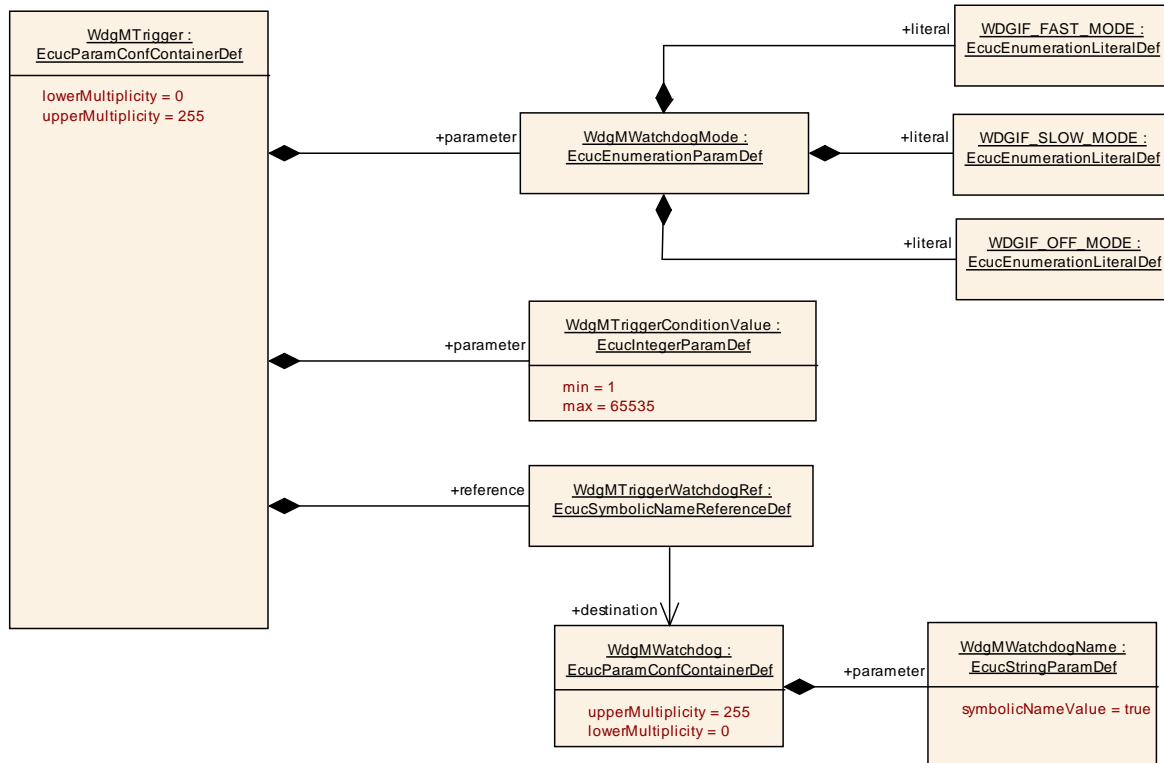 WdgMTrigger :
EcucParamConfContainerDef
lowerMultiplicity = 0
upperMultiplicity = 255
+parameter
WdgMWatchdogMode :
EcucEnumerationParamDef
+literal
WDGIF_FAST_MODE :
EcucEnumerationLiteralDef
+literal
WDGIF_SLOW_MODE :
EcucEnumerationLiteralDef
+literal
WDGIF_OFF_MODE :
EcucEnumerationLiteralDef
+parameter
WdgMTriggerConditionValue :
EcucIntegerParamDef
min = 1
max = 65535
+reference
WdgMTriggerWatchdogRef :
EcucSymbolicNameReferenceDef
+destination
WdgMWatchdog :
EcucParamConfContainerDef
upperMultiplicity = 255
lowerMultiplicity = 0
+parameter
WdgMWatchdogName :
EcucStringParamDef
symbolicNameValue = true